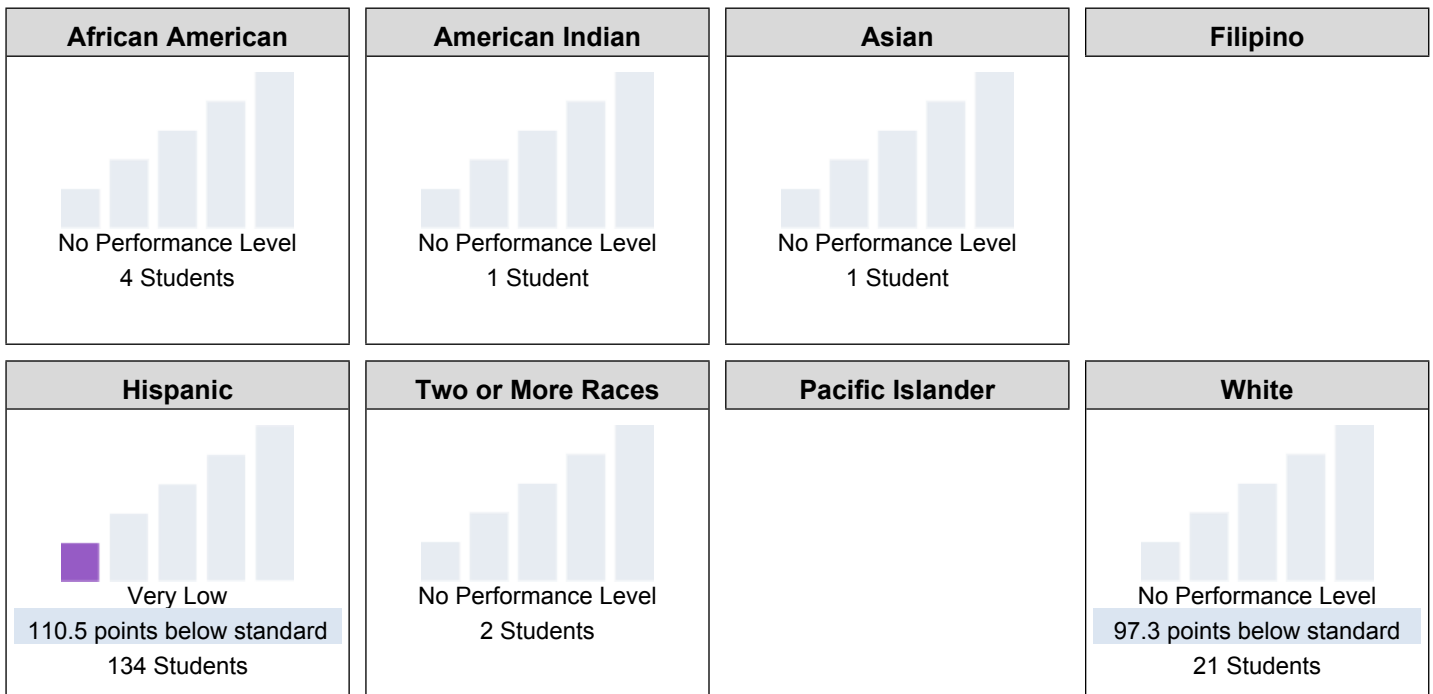 African American
No Performance Level
4 Students
American Indian
No Performance Level
1 Student
Asian
No Performance Level
1 Student
Filipino
Hispanic
Very Low
110.5 points below standard
134 Students
Two or More Races
No Performance Level
2 Students
Pacific Islander
White
No Performance Level
97.3 points below standard
21 Students